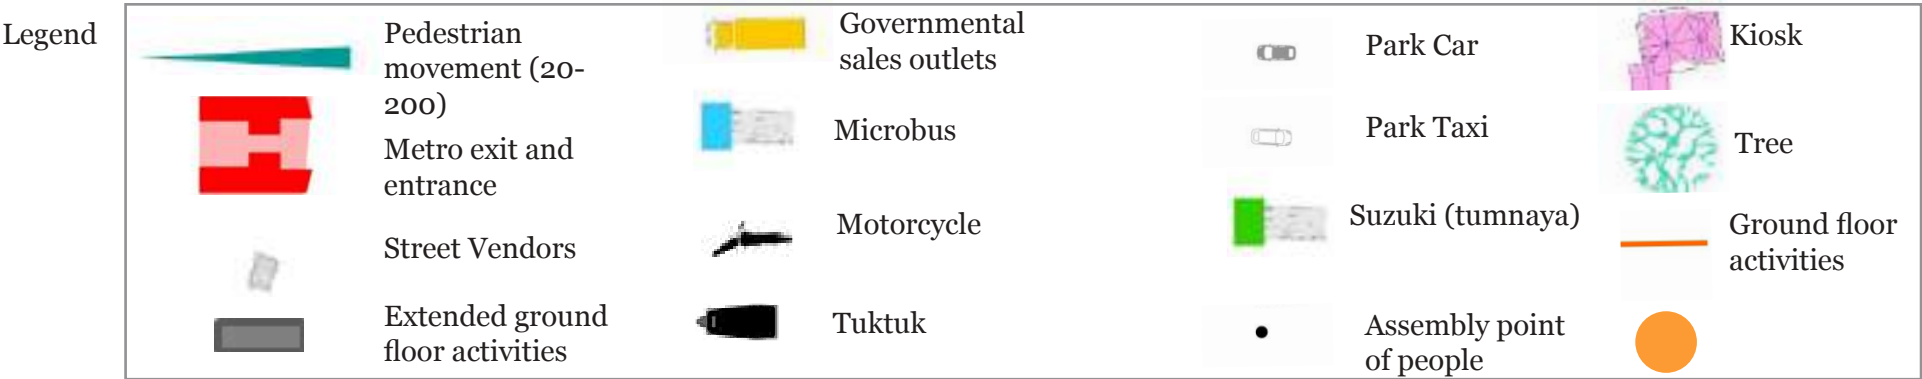 Legend
Pedestrian
movement (20-
200)
Metro exit and
entrance
Street Vendors
Extended ground
floor activities
Governmental
sales outlets
Microbus
Motorcycle
Tuktuk
Park Car
Park Taxi
Suzuki (tumnaya)
Assembly point
of people
Kiosk
Tree
Ground floor
activities